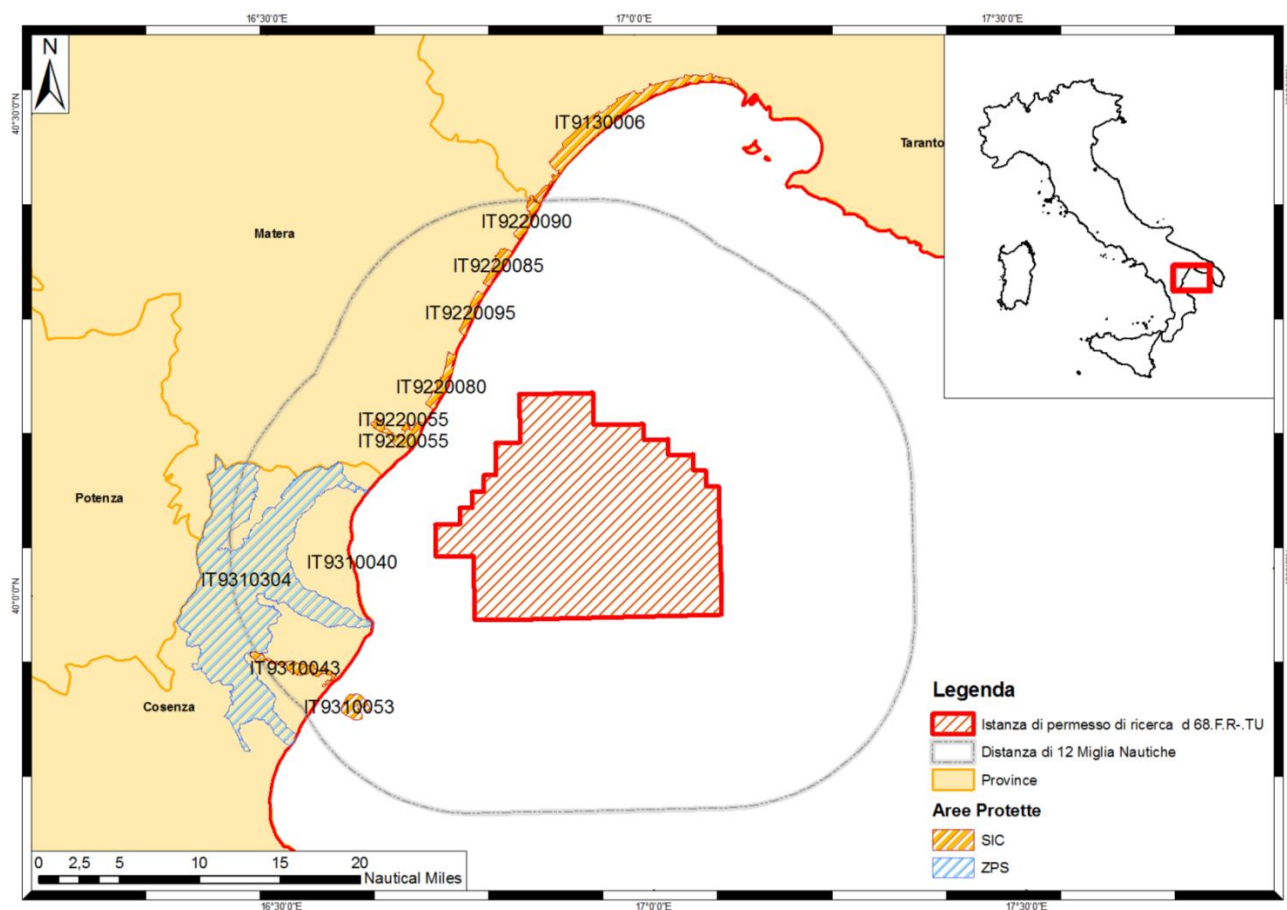 16°30'0"E
17°0'0"E
17°30'0"E
N
40°30'0"N
IT9130006
Taranto
IT9220090
Matera
IT9220085
IT9220095
IT9220080
IT9220055
IT9220055
Potenza
IT9310040
IT9310304
40°0'0"N
IT9310043
IT9310053
Cosenza
Legenda
Istanza di permesso di ricerca d 68.F.R-.TU
Distanza di 12 Miglia Nautiche
Province
Aree Protette
SIC
ZPS
0 2,5 5 10 15 20
Nautical Miles
16°30'0"E
17°0'0"E
17°30'0"E